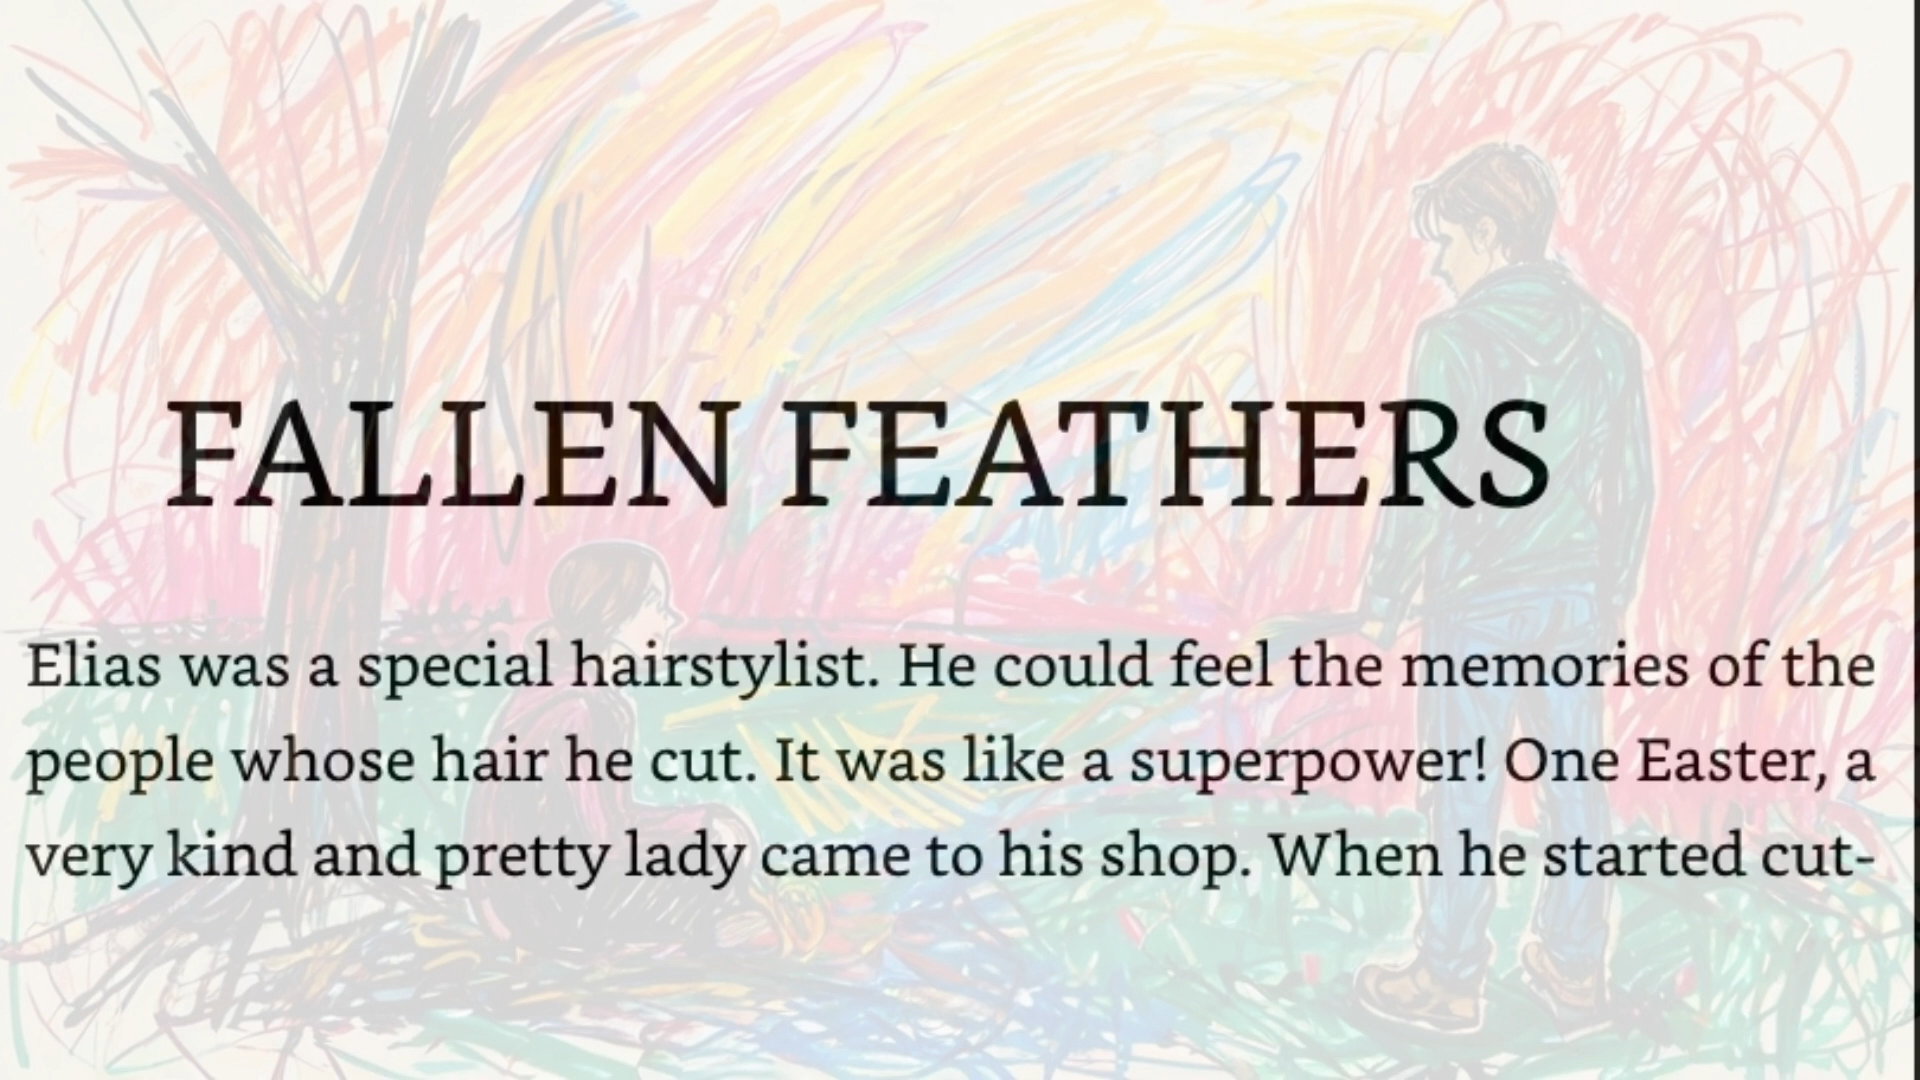 FALLEN FEATHERS
Elias was a special hairstylist. He could feel the memories of the
people whose hair he cut. It was like a superpower! One Easter, a
very kind and pretty lady came to his shop. When he started cut-